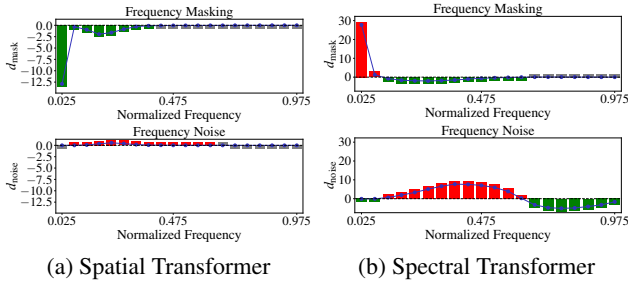 Frequency Masking
0.0
−2.5
−5.0
−7.5
−10.0
−12.5
d_mask
0.025 0.475 0.975
Normalized Frequency
Frequency Noise
0.0
−2.5
−5.0
−7.5
−10.0
−12.5
d_noise
0.025 0.475 0.975
Normalized Frequency
(a) Spatial Transformer
Frequency Masking
30
20
10
0
d_mask
0.025 0.475 0.975
Normalized Frequency
Frequency Noise
30
20
10
0
d_noise
0.025 0.475 0.975
Normalized Frequency
(b) Spectral Transformer